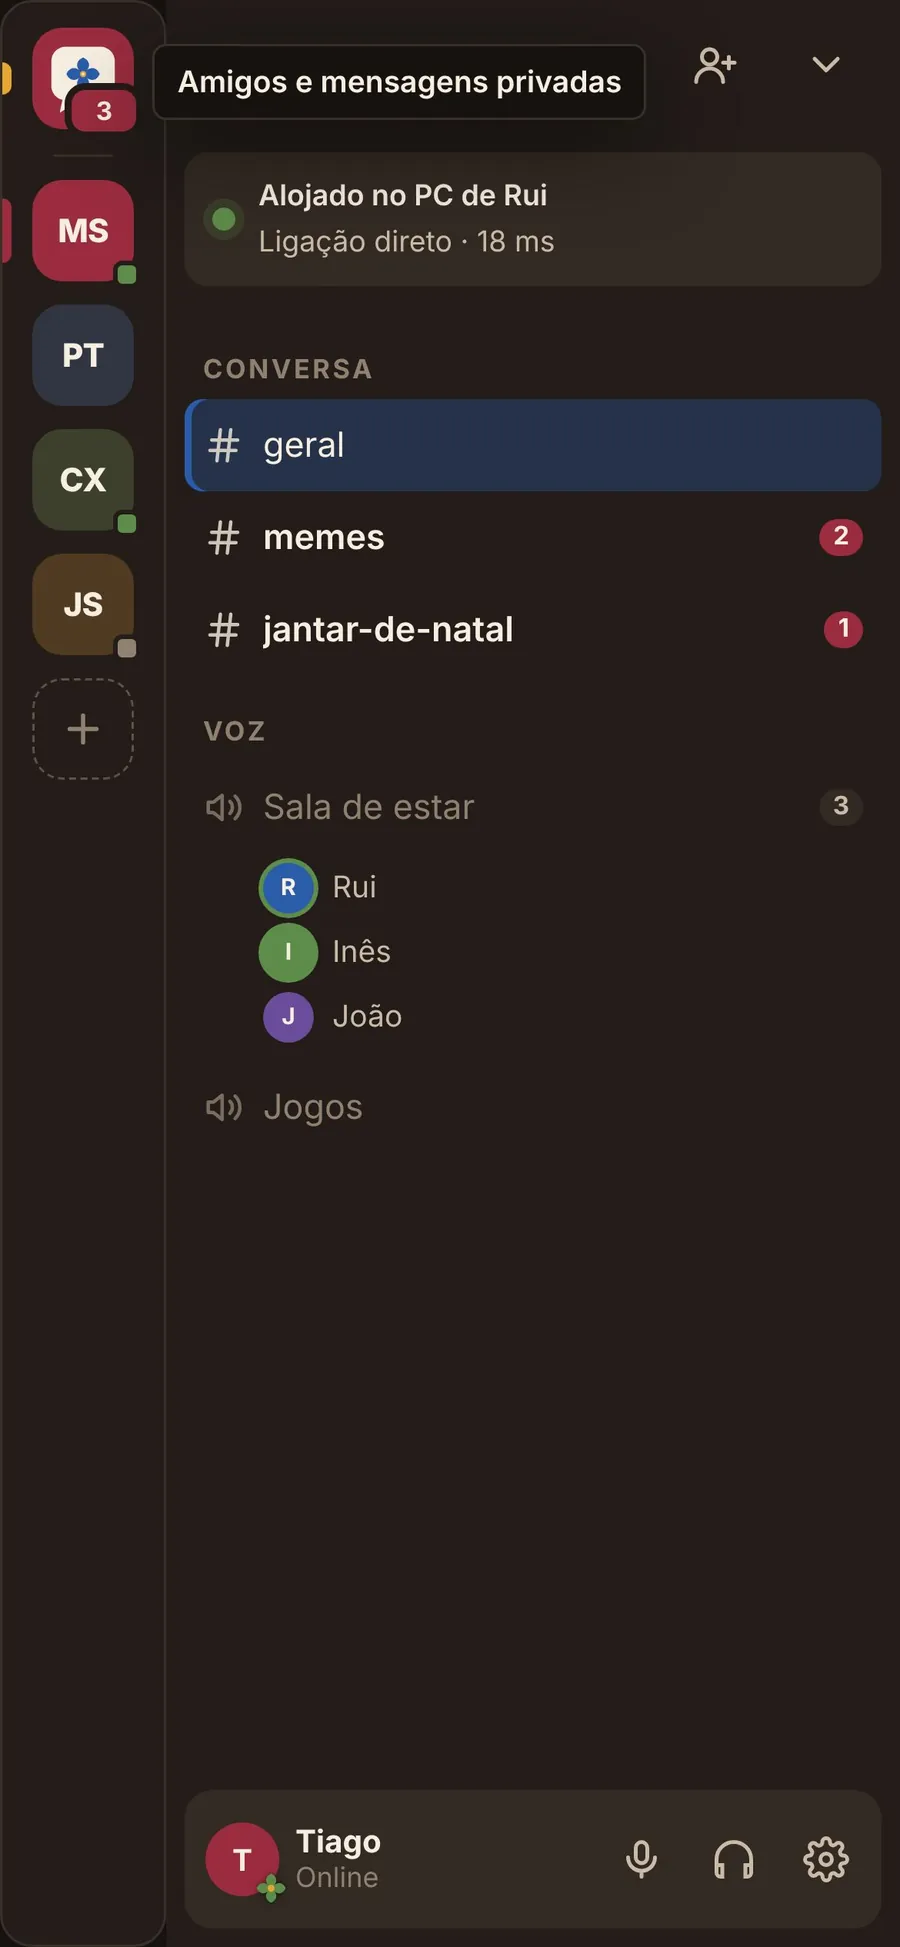 3
Amigos e mensagens privadas
MS
PT
CX
JS
Alojado no PC de Rui
Ligação direto · 18 ms
CONVERSA
# geral
# memes 2
# jantar-de-natal 1
VOZ
Sala de estar 3
R Rui
I Inês
J João
Jogos
T Tiago
Online